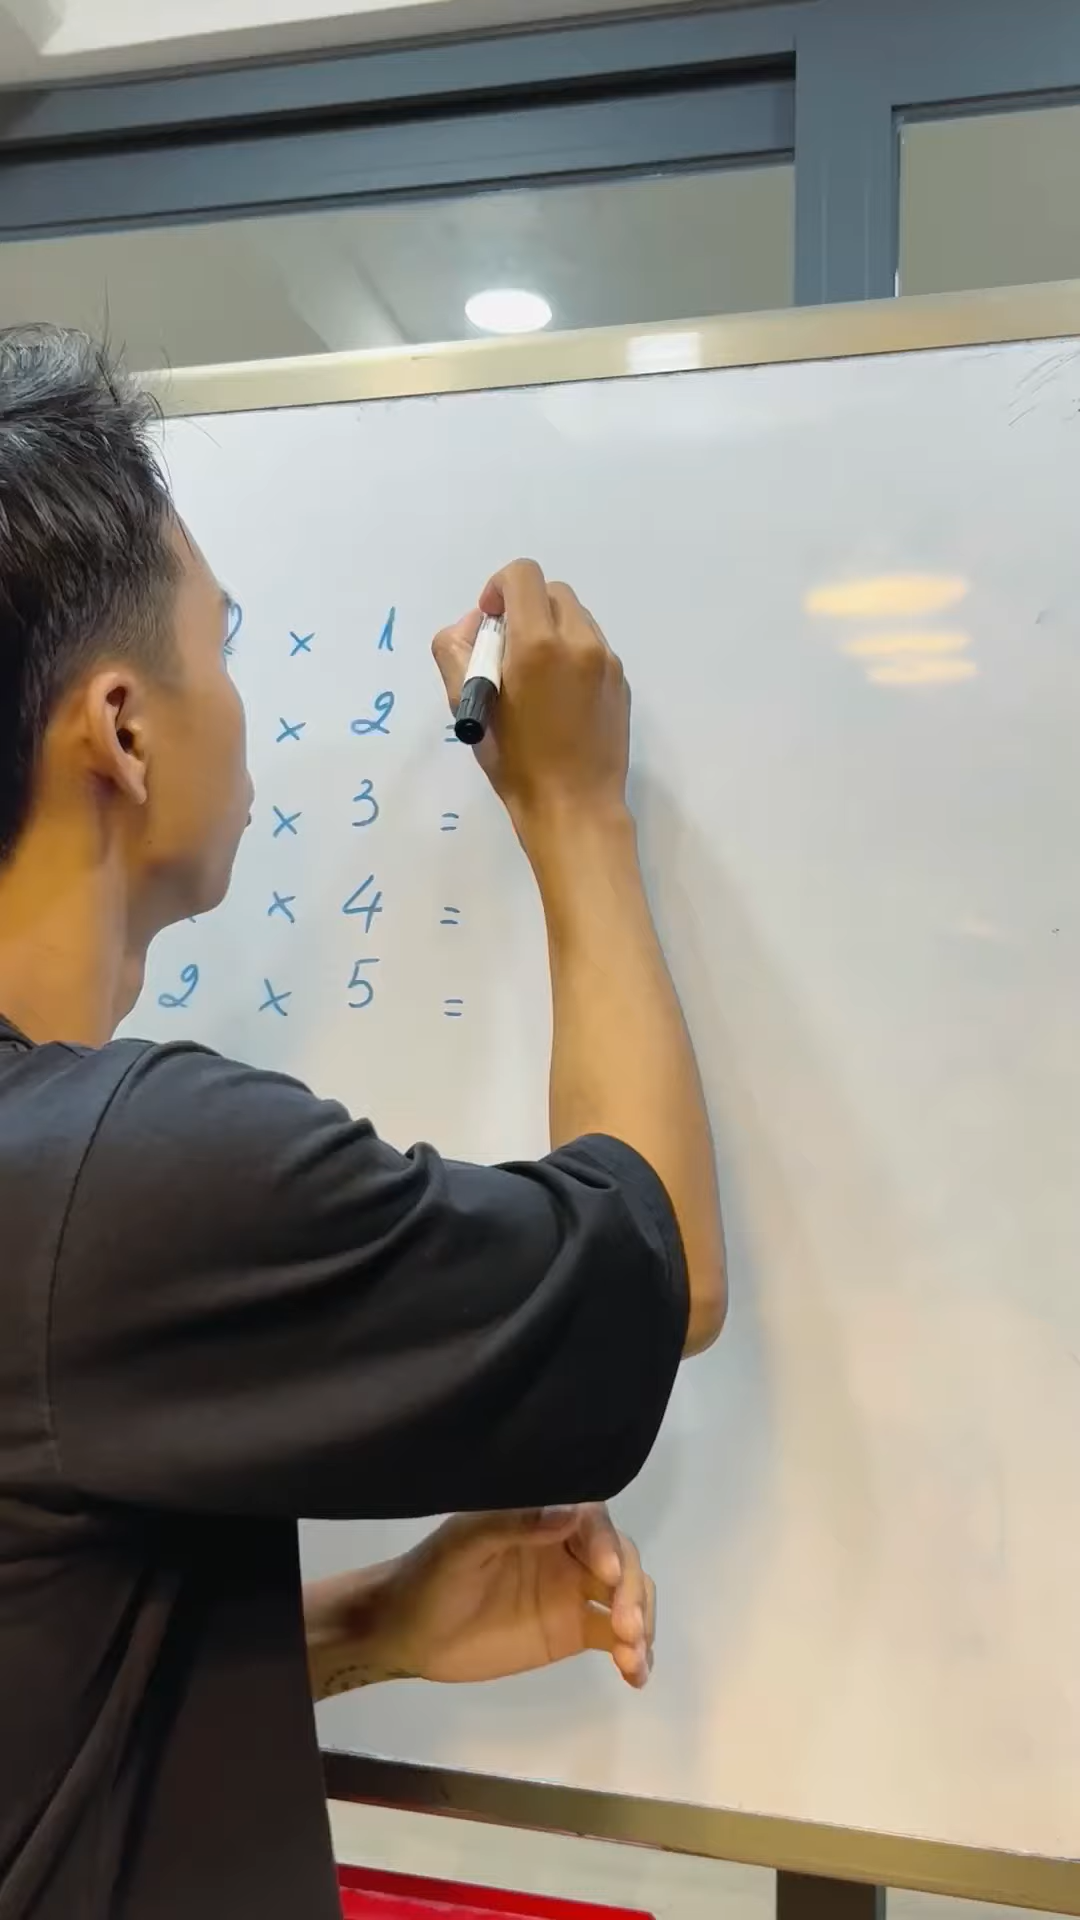 2 × 1
× 2 =
× 3 =
× 4 =
2 × 5 =